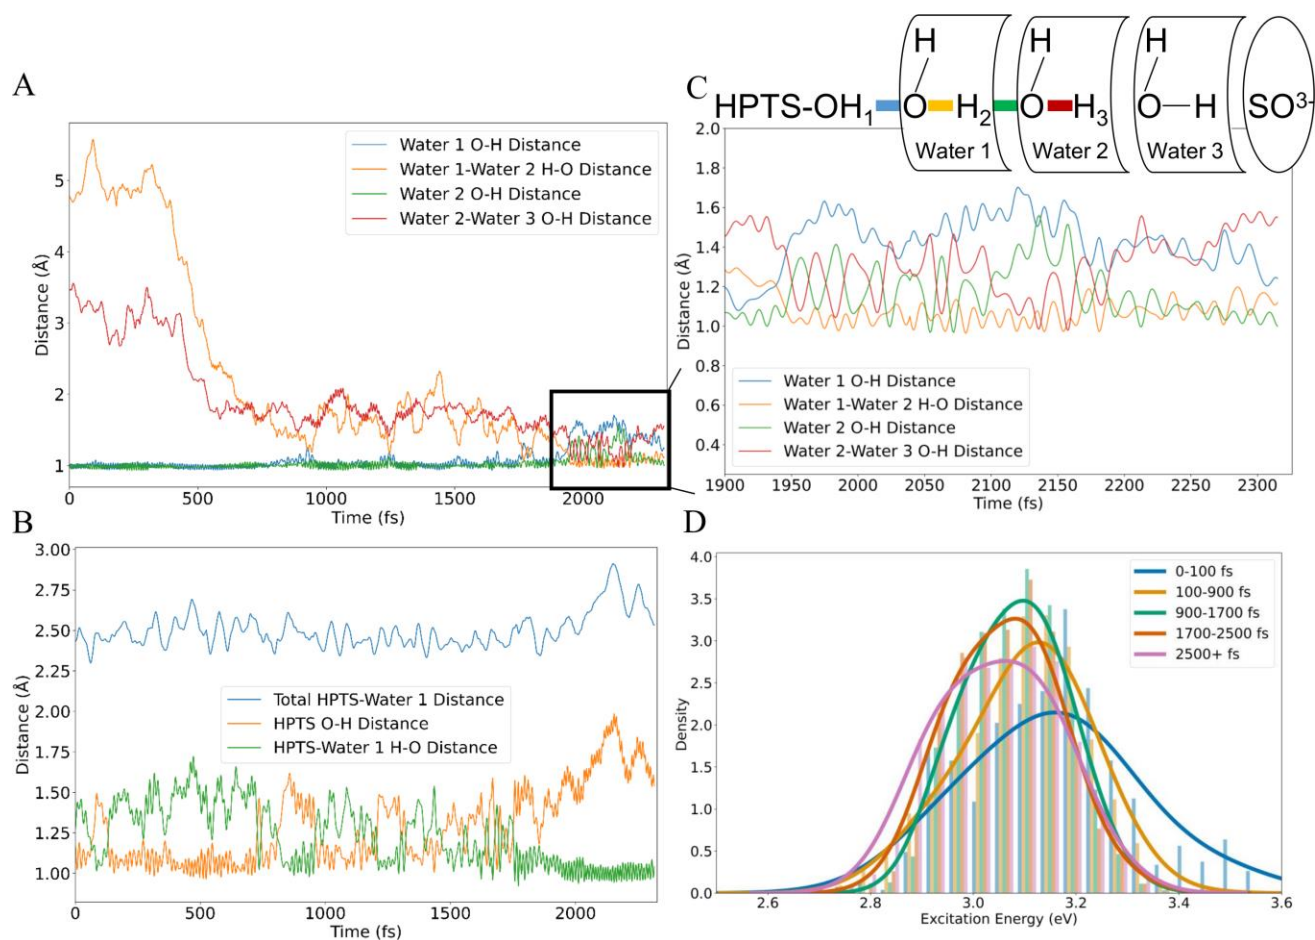 A
5
4
3
2
1
0
500
1000
1500
2000
Distance (Å)
Time (fs)
Water 1 O-H Distance
Water 1-Water 2 H-O Distance
Water 2 O-H Distance
Water 2-Water 3 O-H Distance
C
H
H
H
HPTS-OH1
O
H2
O
H3
O
H
SO3-
Water 1
Water 2
Water 3
2.0
1.8
1.6
1.4
1.2
1.0
0.8
0.6
0.4
1900
1950
2000
2050
2100
2150
2200
2250
2300
Distance (Å)
Time (fs)
Water 1 O-H Distance
Water 1-Water 2 H-O Distance
Water 2 O-H Distance
Water 2-Water 3 O-H Distance
B
3.00
2.75
2.50
2.25
2.00
1.75
1.50
1.25
1.00
0
500
1000
1500
2000
Distance (Å)
Time (fs)
Total HPTS-Water 1 Distance
HPTS O-H Distance
HPTS-Water 1 H-O Distance
D
4.0
3.5
3.0
2.5
2.0
1.5
1.0
0.5
0.0
2.6
2.8
3.0
3.2
3.4
3.6
Density
Excitation Energy (eV)
0-100 fs
100-900 fs
900-1700 fs
1700-2500 fs
2500+ fs